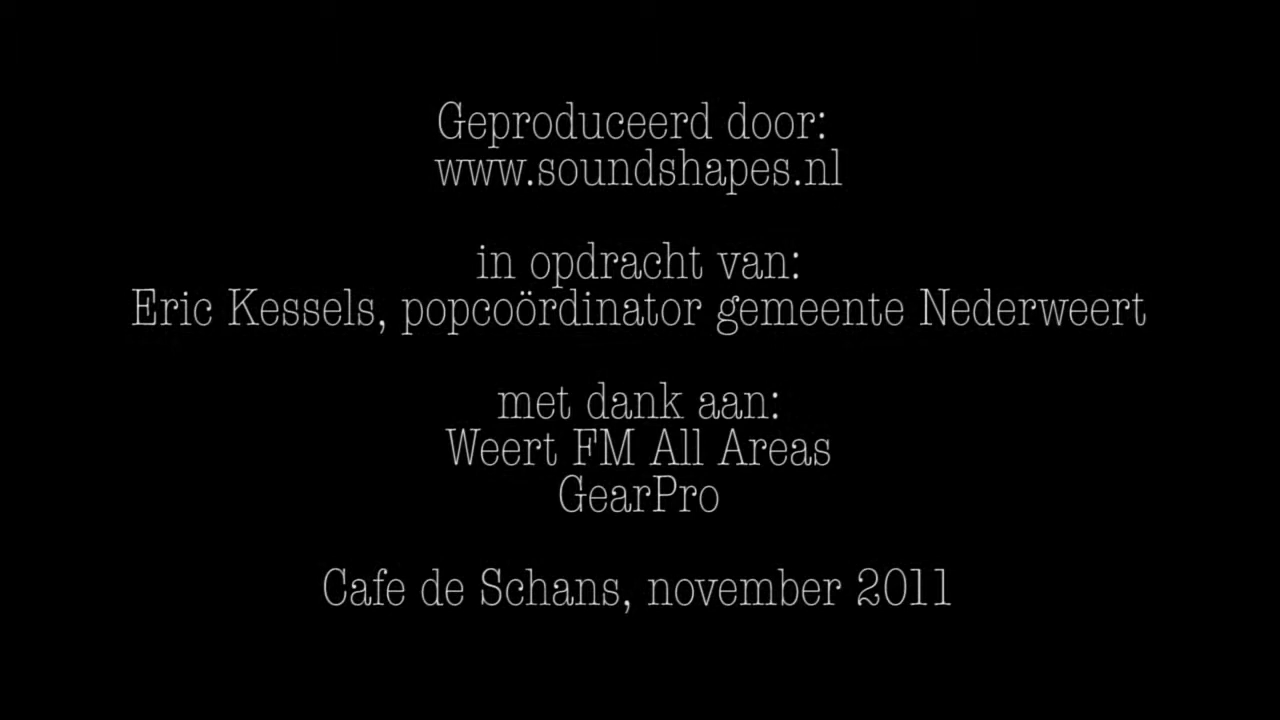 Geproduceerd door:
www.soundshapes.nl
in opdracht van:
Eric Kessels, popcoördinator gemeente Nederweert
met dank aan:
Weert FM All Areas
GearPro
Cafe de Schans, november 2011